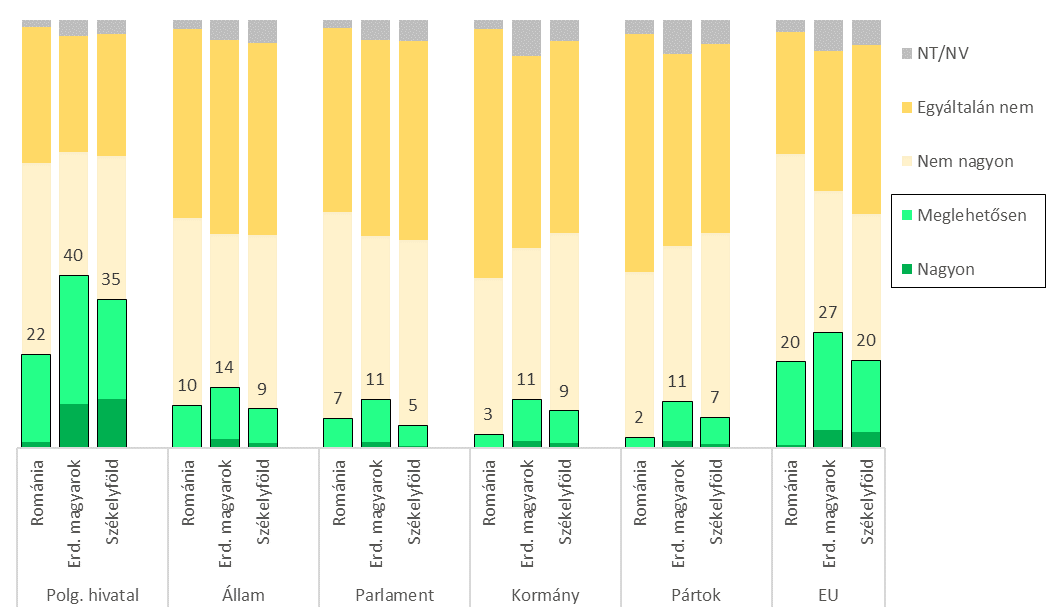 NT/NV
Egyáltalán nem
Nem nagyon
Meglehetősen
Nagyon
22
40
35
10
14
9
7
11
5
3
11
9
2
11
7
20
27
20
Románia
Erd. magyarok
Székelyföld
Románia
Erd. magyarok
Székelyföld
Románia
Erd. magyarok
Székelyföld
Románia
Erd. magyarok
Székelyföld
Románia
Erd. magyarok
Székelyföld
Románia
Erd. magyarok
Székelyföld
Polg. hivatal
Állam
Parlament
Kormány
Pártok
EU